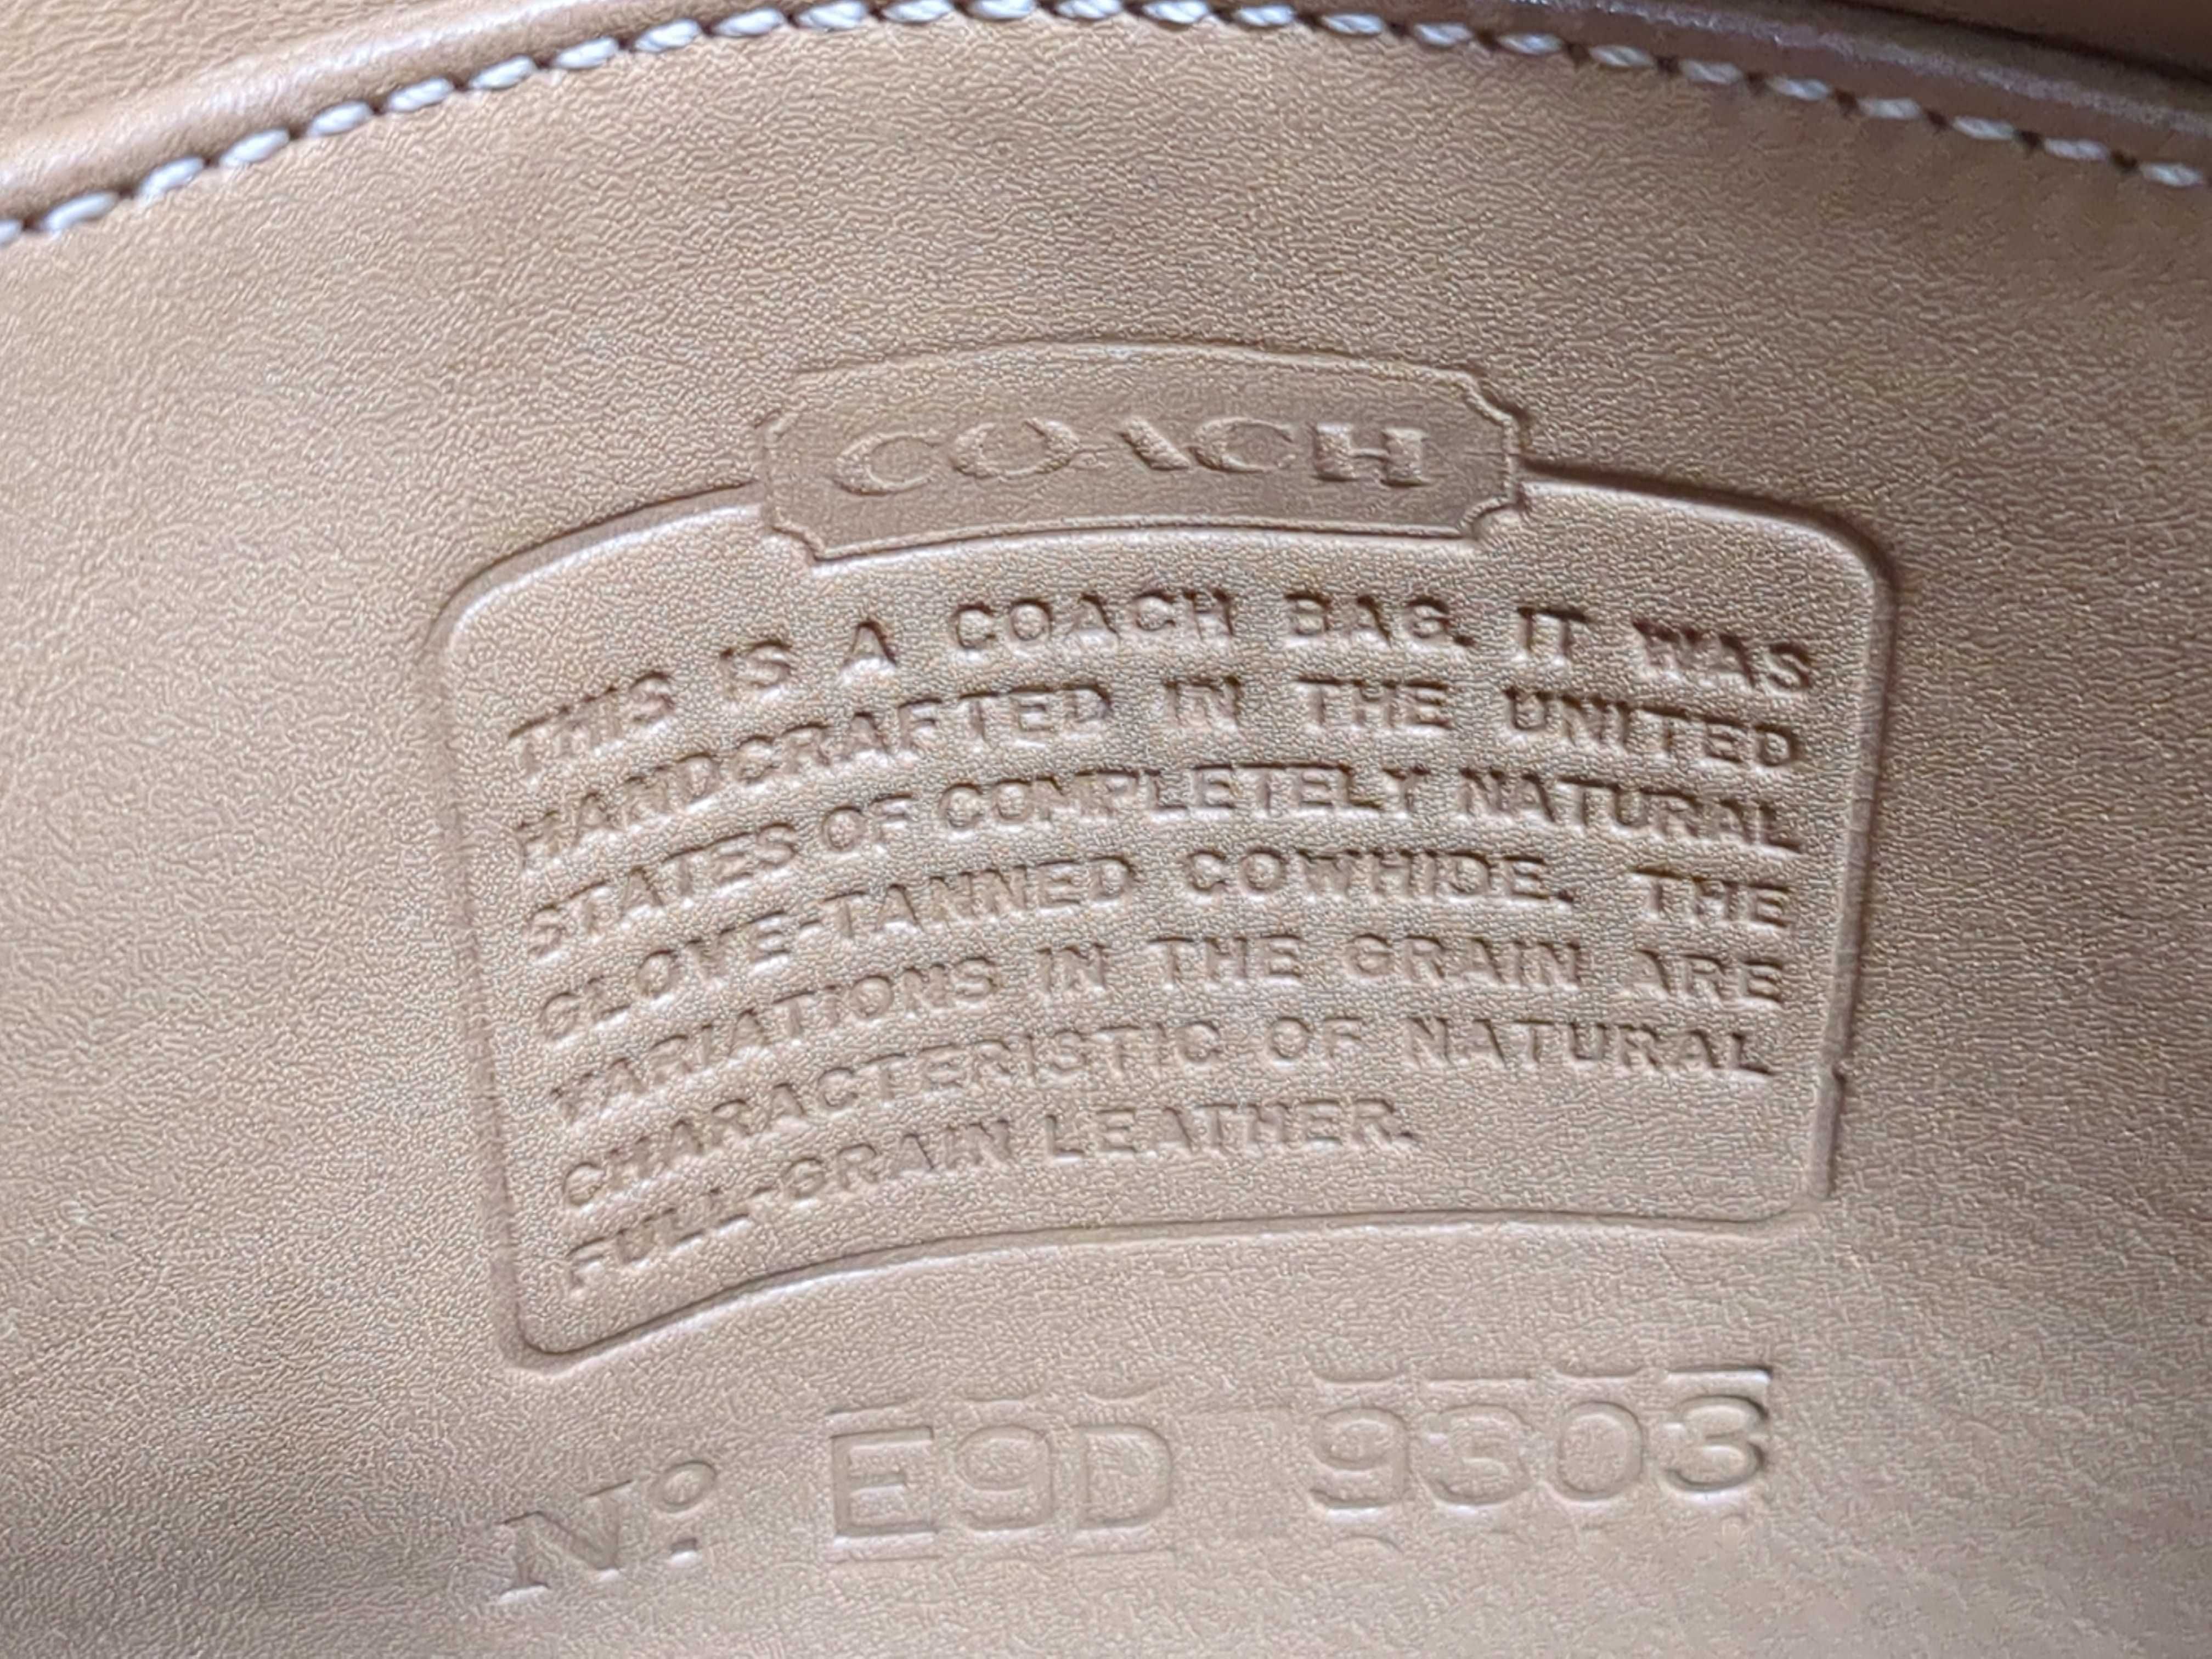 COACH
THIS IS A COACH BAG. IT WAS
HANDCRAFTED IN THE UNITED
STATES OF COMPLETELY NATURAL
GLOVE-TANNED COWHIDE. THE
VARIATIONS IN THE GRAIN ARE
CHARACTERISTIC OF NATURAL
FULL-GRAIN LEATHER.
Nº E9D 9303